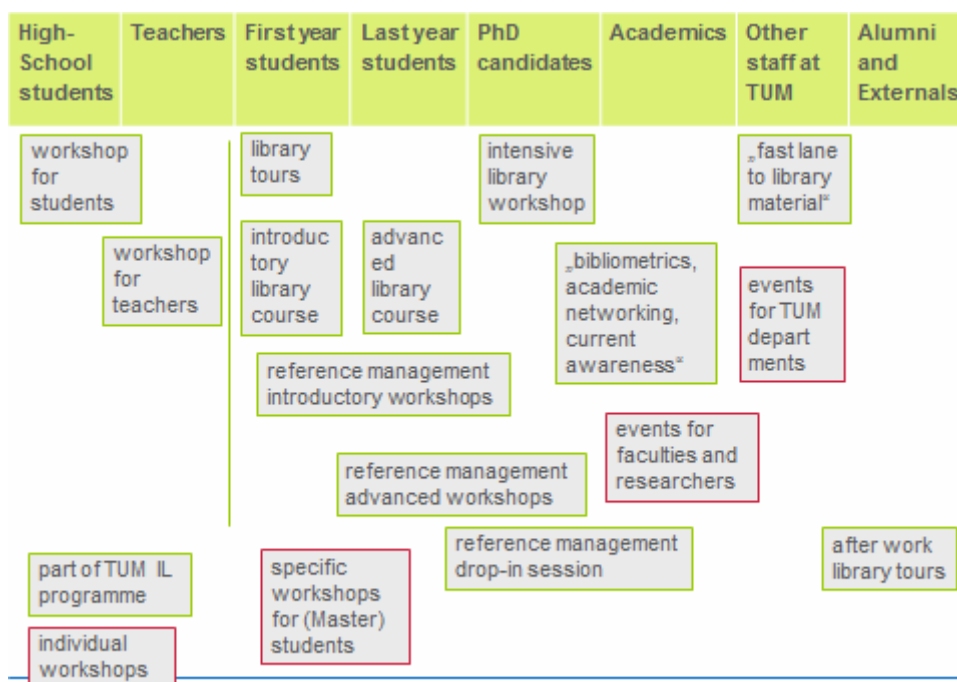 High-
School
students
Teachers
First year
students
Last year
students
PhD
candidates
Academics
Other
staff at
TUM
Alumni
and
Externals
workshop
for
students
library
tours
intensive
library
workshop
„fast lane
to library
material“
workshop
for
teachers
introduc
tory
library
course
advanc
ed
library
course
„bibliometrics,
academic
networking,
current
awareness“
events
for TUM
depart
ments
reference management
introductory workshops
events for
faculties and
researchers
reference management
advanced workshops
reference management
drop-in session
after work
library tours
part of TUM IL
programme
specific
workshops
for (Master)
students
individual
workshops